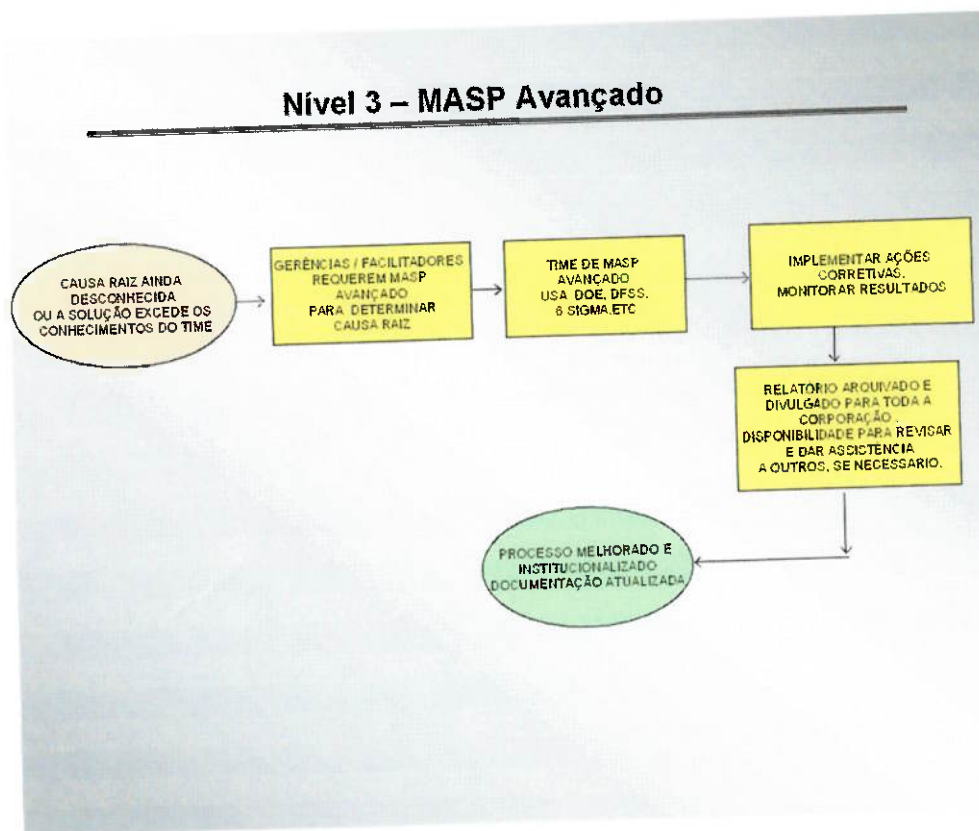 Nível 3 – MASP Avançado
CAUSA RAIZ AINDA
DESCONHECIDA
OU A SOLUÇÃO EXCEDE OS
CONHECIMENTOS DO TIME
GERÊNCIAS / FACILITADORES
REQUEREM MASP
AVANÇADO
PARA DETERMINAR
CAUSA RAIZ
TIME DE MASP
AVANÇADO
USA DOE, DFSS,
6 SIGMA,ETC
IMPLEMENTAR AÇÕES
CORRETIVAS.
MONITORAR RESULTADOS
RELATÓRIO ARQUIVADO E
DIVULGADO PARA TODA A
CORPORAÇÃO .
DISPONIBILIDADE PARA REVISAR
E DAR ASSISTÊNCIA
A OUTROS, SE NECESSARIO.
PROCESSO MELHORADO E
INSTITUCIONALIZADO
DOCUMENTAÇÃO ATUALIZADA